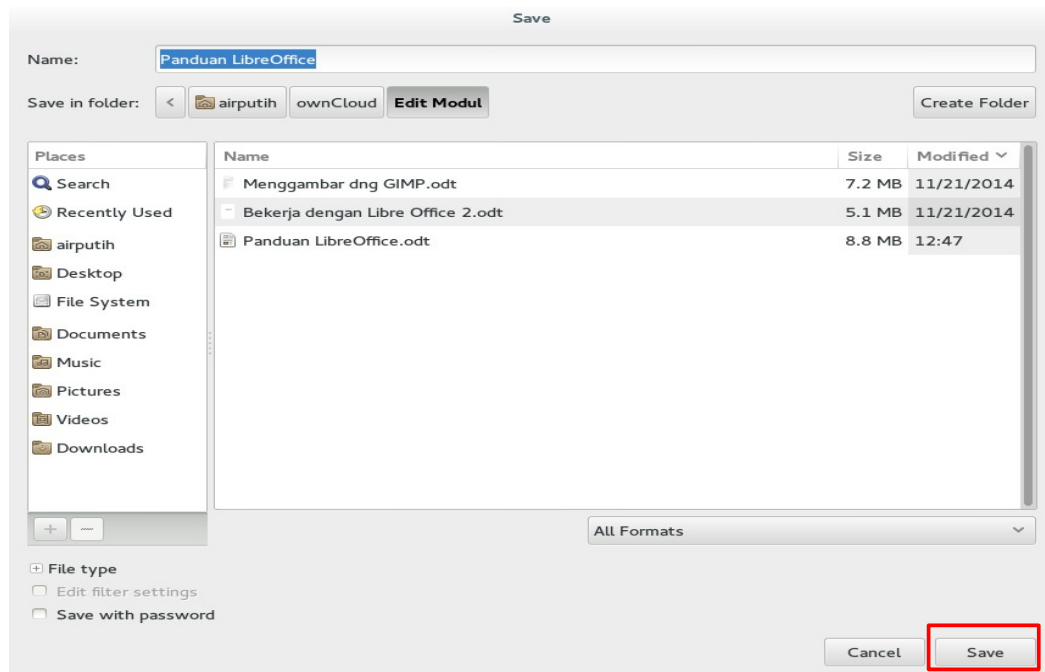 Save
Name: Panduan LibreOffice
Save in folder: < airputih ownCloud Edit Modul Create Folder
Places Name Size Modified
Search Menggambar dng GIMP.odt 7.2 MB 11/21/2014
Recently Used Bekerja dengan Libre Office 2.odt 5.1 MB 11/21/2014
airputih Panduan LibreOffice.odt 8.8 MB 12:47
Desktop
File System
Documents
Music
Pictures
Videos
Downloads
All Formats
File type
Edit filter settings
Save with password
Cancel Save